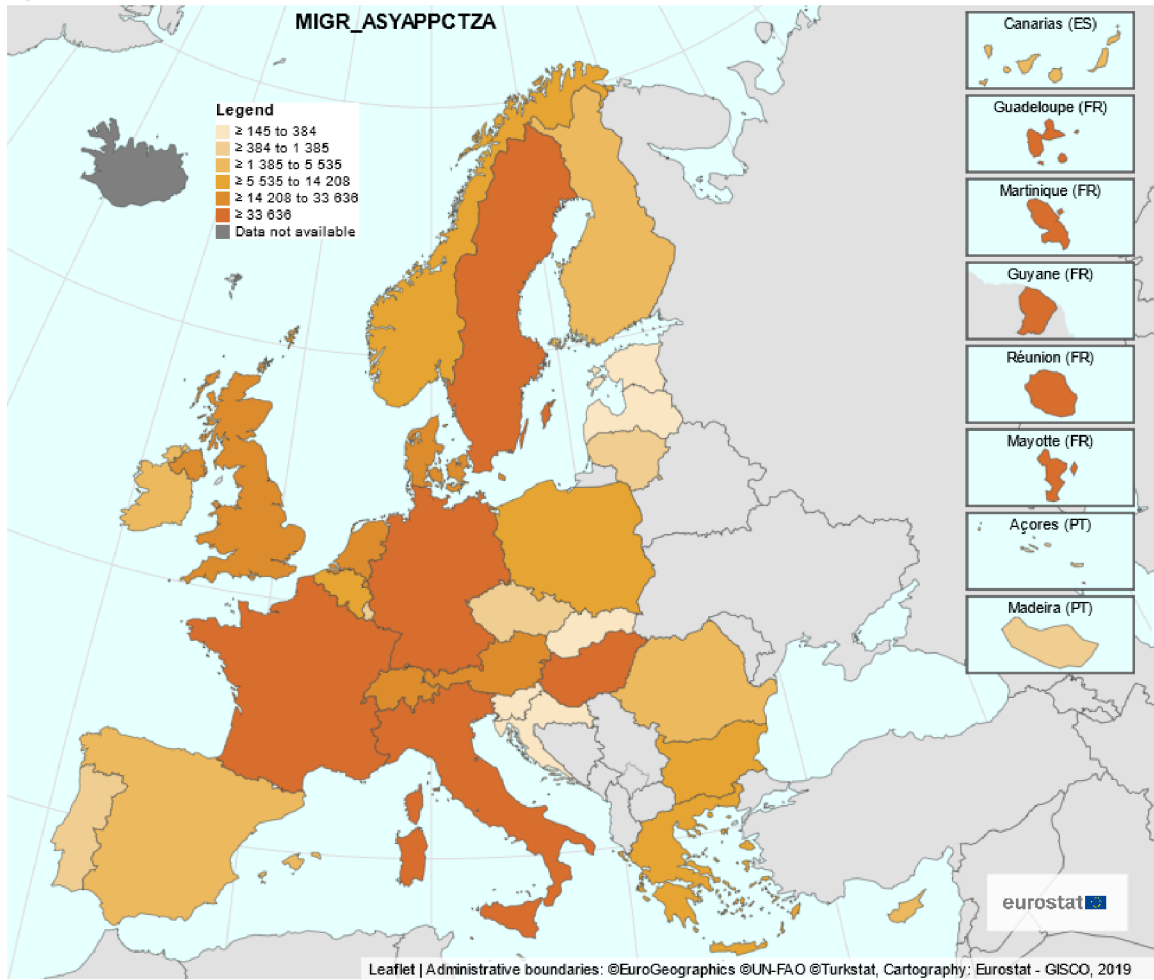 MIGR_ASYAPPCTZA
Legend
≥ 145 to 384
≥ 384 to 1 385
≥ 1 385 to 5 535
≥ 5 535 to 14 208
≥ 14 208 to 33 636
≥ 33 636
Data not available
Canarias (ES)
Guadeloupe (FR)
Martinique (FR)
Guyane (FR)
Réunion (FR)
Mayotte (FR)
Açores (PT)
Madeira (PT)
eurostat
Leaflet | Administrative boundaries: ©EuroGeographics ©UN-FAO ©Turkstat, Cartography: Eurostat - GISCO, 2019